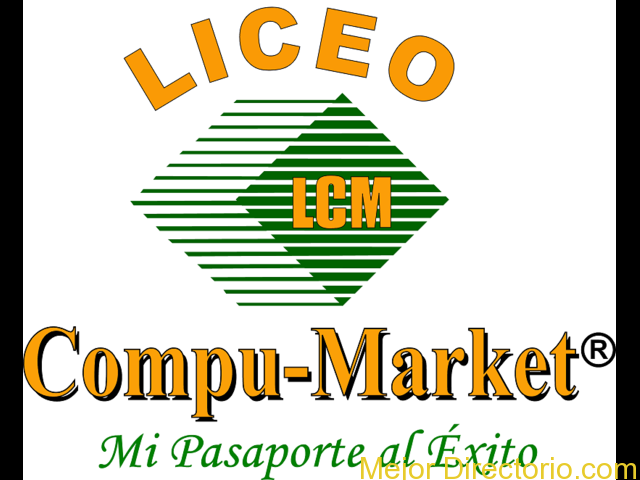 LICEO
LCM
Compu-Market®
Mi Pasaporte al Éxito
Mejor Directorio.com